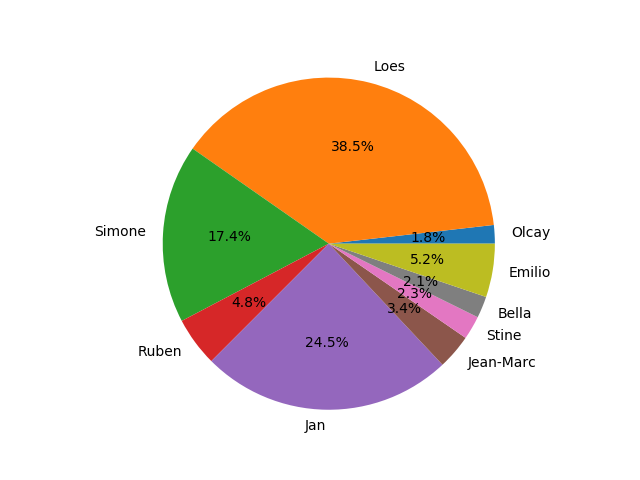 Loes
38.5%
Simone
17.4%
Olcay
1.8%
5.2%
Emilio
2.1%
2.3%
Bella
4.8%
3.4%
Stine
Ruben
24.5%
Jean-Marc
Jan